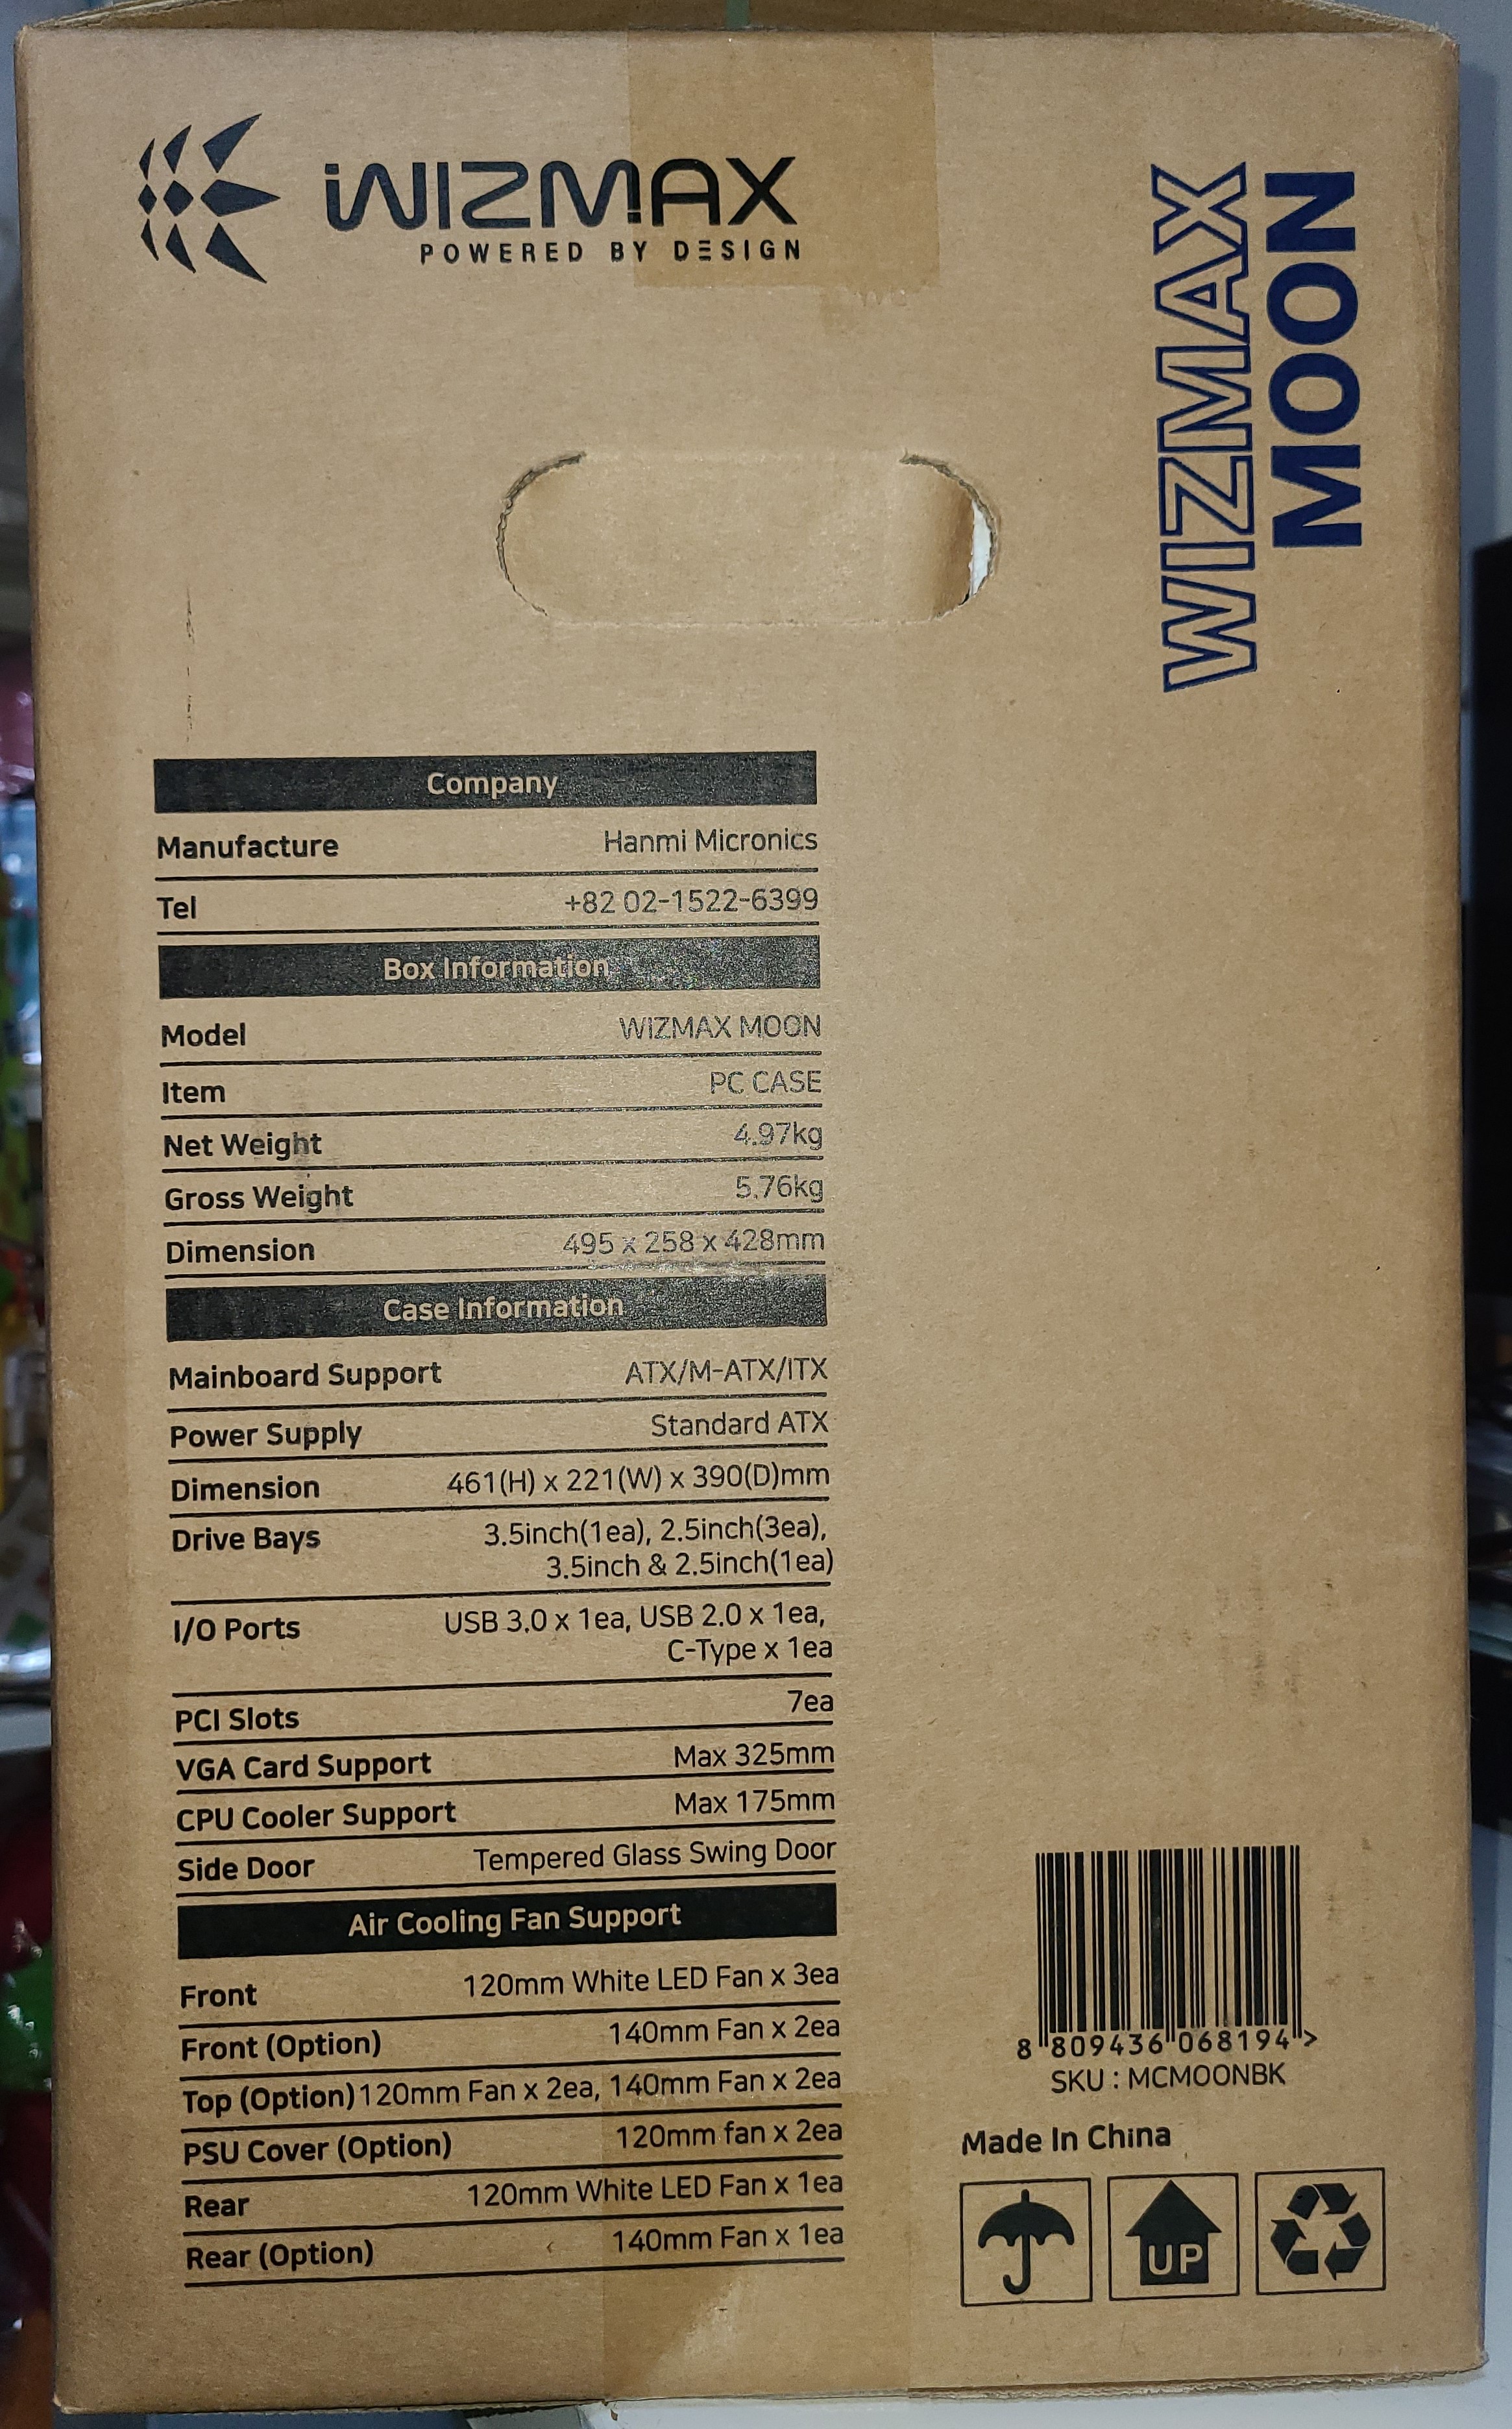 WIZMAX
POWERED BY DESIGN
WIZMAX
MOON
Company
Manufacture Hanmi Micronics
Tel +82 02-1522-6399
Box Information
Model WIZMAX MOON
Item PC CASE
Net Weight 4.97kg
Gross Weight 5.76kg
Dimension 495 x 258 x 428mm
Case Information
Mainboard Support ATX/M-ATX/ITX
Power Supply Standard ATX
Dimension 461(H) x 221(W) x 390(D)mm
Drive Bays 3.5inch(1ea), 2.5inch(3ea),
3.5inch & 2.5inch(1ea)
I/O Ports USB 3.0 x 1ea, USB 2.0 x 1ea,
C-Type x 1ea
PCI Slots 7ea
VGA Card Support Max 325mm
CPU Cooler Support Max 175mm
Side Door Tempered Glass Swing Door
Air Cooling Fan Support
Front 120mm White LED Fan x 3ea
Front (Option) 140mm Fan x 2ea
Top (Option) 120mm Fan x 2ea, 140mm Fan x 2ea
PSU Cover (Option) 120mm fan x 2ea
Rear 120mm White LED Fan x 1ea
Rear (Option) 140mm Fan x 1ea
8 809436 068194 >
SKU : MCMOONBK
Made In China
UP